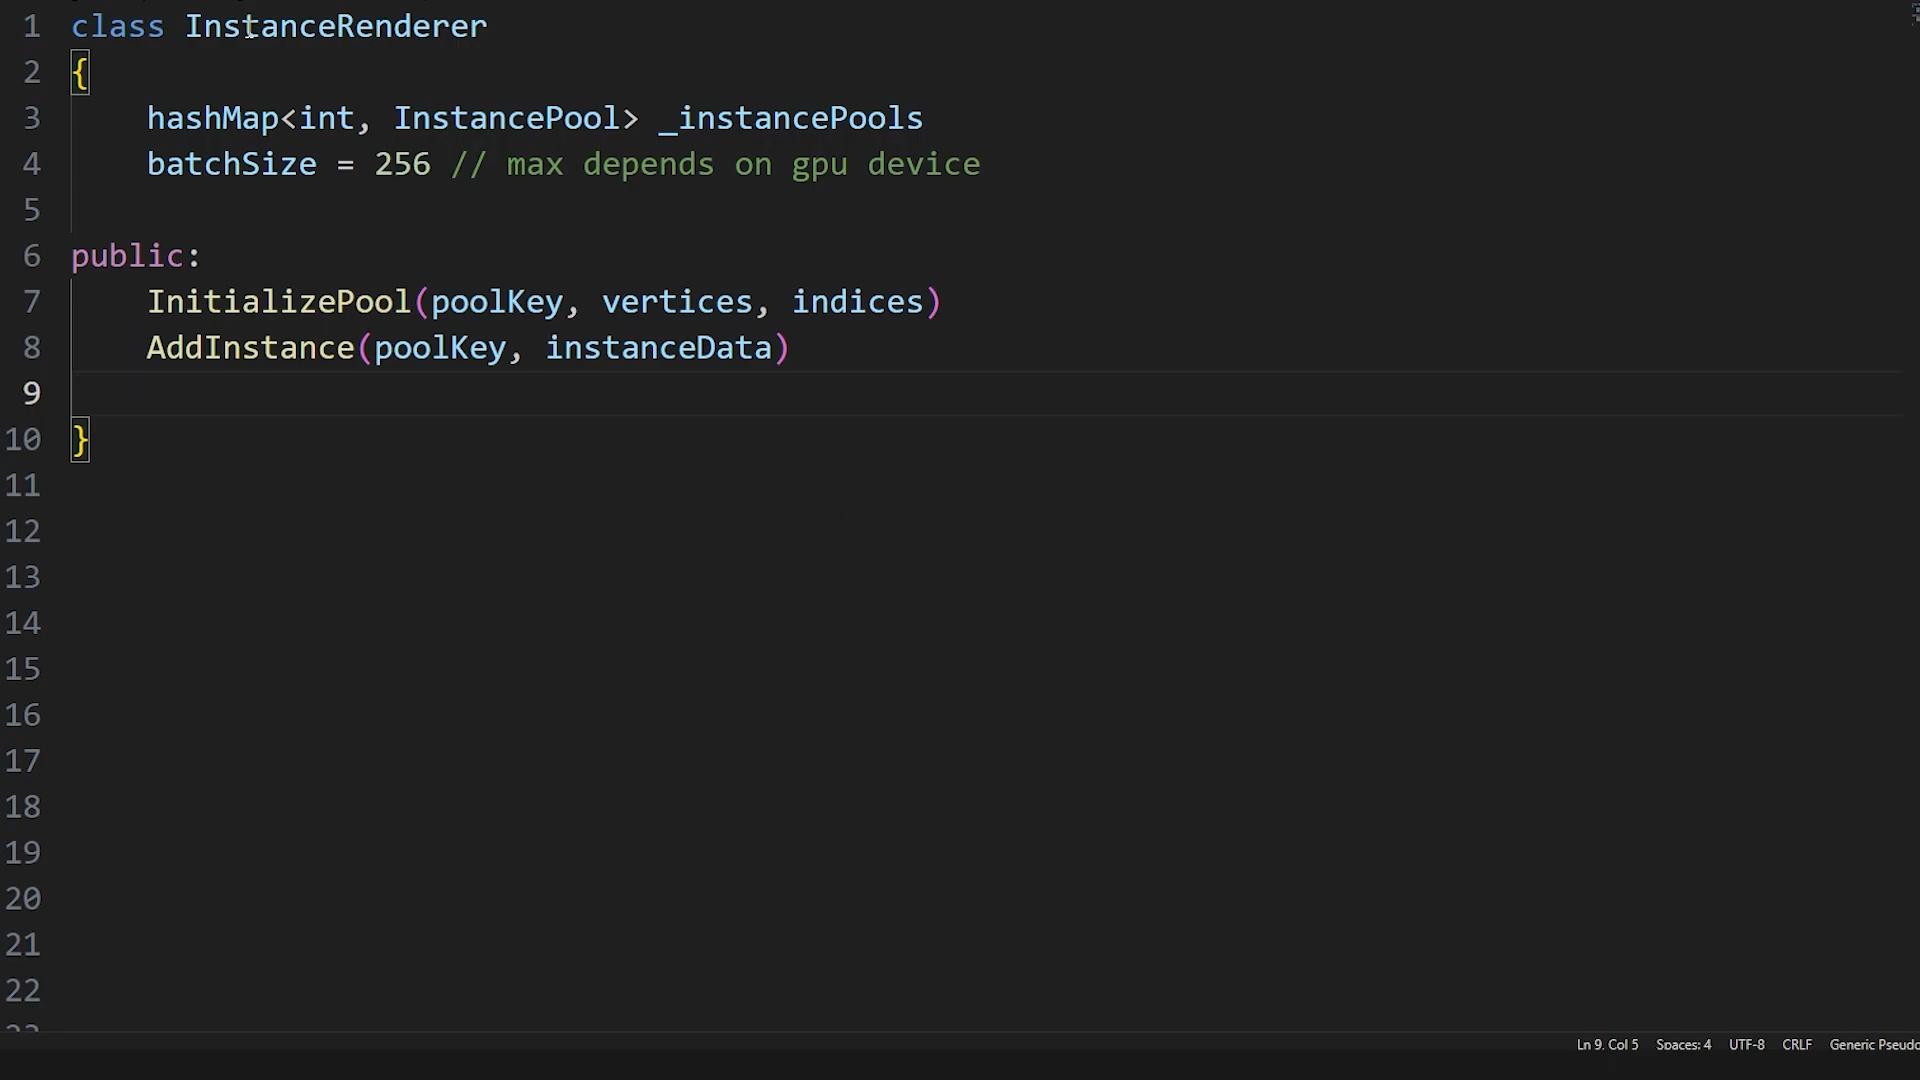 1 class InstanceRenderer
2 {
3 hashMap<int, InstancePool> _instancePools
4 batchSize = 256 // max depends on gpu device
5
6 public:
7 InitializePool(poolKey, vertices, indices)
8 AddInstance(poolKey, instanceData)
9
10 }
11
12
13
14
15
16
17
18
19
20
21
22
Ln 9, Col 5 Spaces: 4 UTF-8 CRLF Generic Pseudo